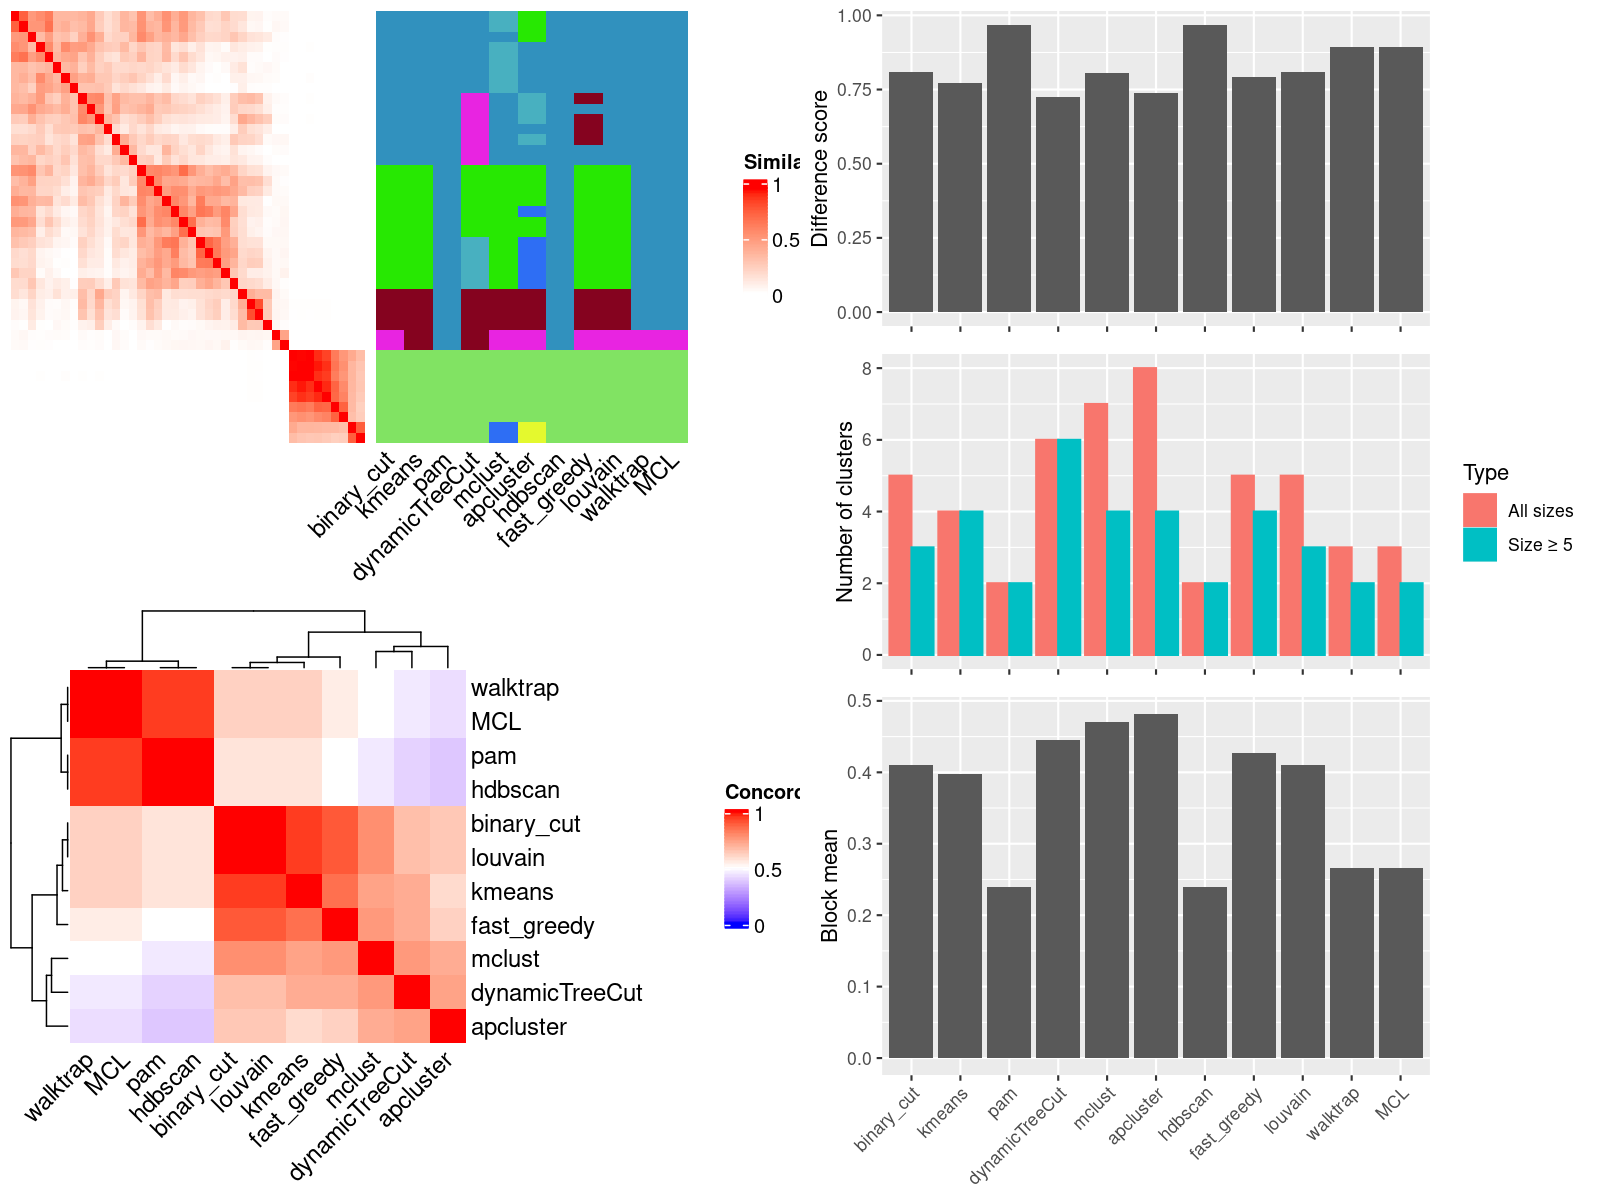 Simila
1
0.5
0
binary_cut
kmeans
pam
dynamicTreeCut
mclust
apcluster
hdbscan
fast_greedy
louvain
walktrap
MCL
walktrap
MCL
pam
hdbscan
binary_cut
louvain
kmeans
fast_greedy
mclust
dynamicTreeCut
apcluster
Concord
1
0.5
0
walktrap
MCL
pam
hdbscan
binary_cut
louvain
kmeans
fast_greedy
mclust
dynamicTreeCut
apcluster
Difference score
1.00
0.75
0.50
0.25
0.00
Number of clusters
8
6
4
2
0
Type
All sizes
Size ≥ 5
Block mean
0.5
0.4
0.3
0.2
0.1
0.0
binary_cut
kmeans
pam
dynamicTreeCut
mclust
apcluster
hdbscan
fast_greedy
louvain
walktrap
MCL